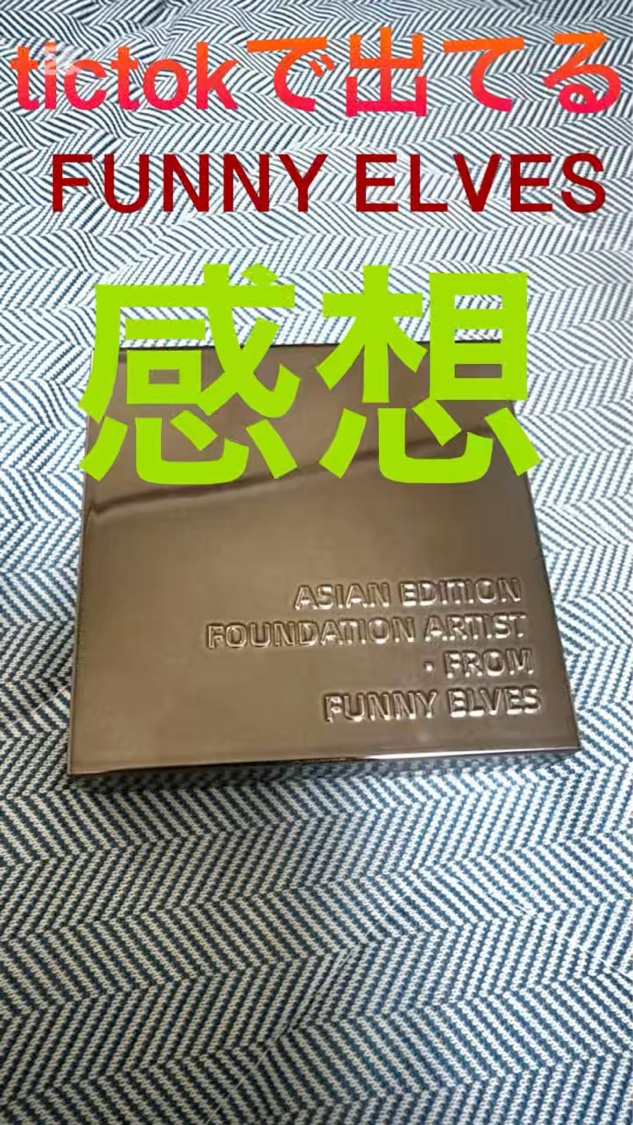 tictokで出てる
FUNNY ELVES
感想
ASIAN EDITION
FOUNDATION ARTIST
· FROM
FUNNY ELVES